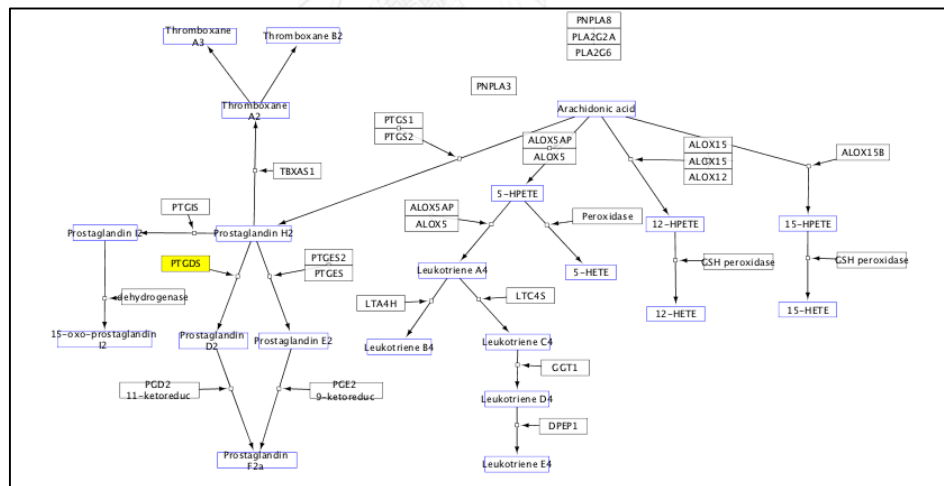 PNPLA8
PLA2G2A
PLA2G6
Thromboxane
A3
Thromboxane B2
PNPLA3
Thromboxane
A2
Arachidonic acid
PTGS1
PTGS2
ALOX5AP
ALOX5
ALOX15
ALOX15
ALOX12
ALOX15B
TBXAS1
5-HPETE
PTGIS
ALOX5AP
ALOX5
Peroxidase
12-HPETE
15-HPETE
Prostaglandin I2
Prostaglandin H2
PTGDS
PTGES2
PTGES
Leukotriene A4
5-HETE
GSH peroxidase
GSH peroxidase
dehydrogenase
LTA4H
LTC4S
12-HETE
15-HETE
15-oxo-prostaglandin
I2
Prostaglandin
D2
Prostaglandin E2
Leukotriene B4
Leukotriene C4
GGT1
PGD2
11-ketoreduc
PGE2
9-ketoreduc
Leukotriene D4
DPEP1
Prostaglandin
F2a
Leukotriene E4